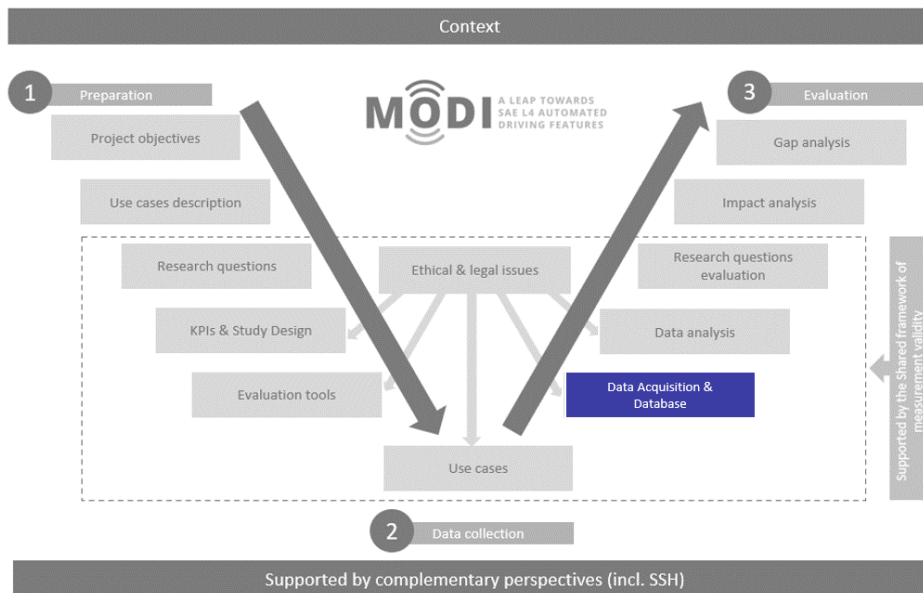 Context
1
Preparation
MODI
A LEAP TOWARDS
SAE L4 AUTOMATED
DRIVING FEATURES
3
Evaluation
Project objectives
Gap analysis
Use cases description
Impact analysis
Research questions
Ethical & legal issues
Research questions
evaluation
KPIs & Study Design
Data analysis
Evaluation tools
Data Acquisition &
Database
Use cases
Supported by the Shared framework of
measurement validity
2
Data collection
Supported by complementary perspectives (incl. SSH)